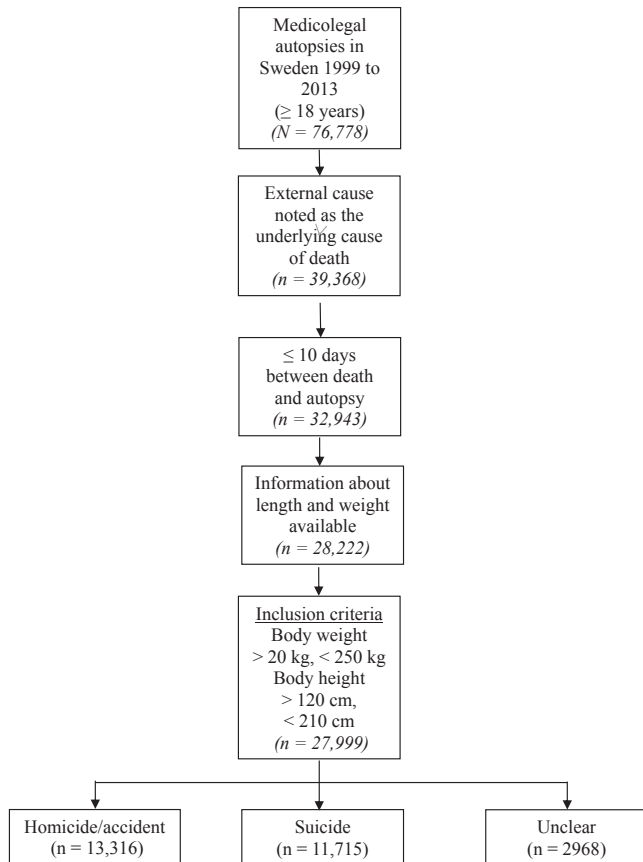 Medicolegal
autopsies in
Sweden 1999 to
2013
(≥ 18 years)
(N = 76,778)
External cause
noted as the
underlying cause
of death
(n = 39,368)
≤ 10 days
between death
and autopsy
(n = 32,943)
Information about
length and weight
available
(n = 28,222)
Inclusion criteria
Body weight
> 20 kg, < 250 kg
Body height
> 120 cm,
< 210 cm
(n = 27,999)
Homicide/accident
(n = 13,316)
Suicide
(n = 11,715)
Unclear
(n = 2968)